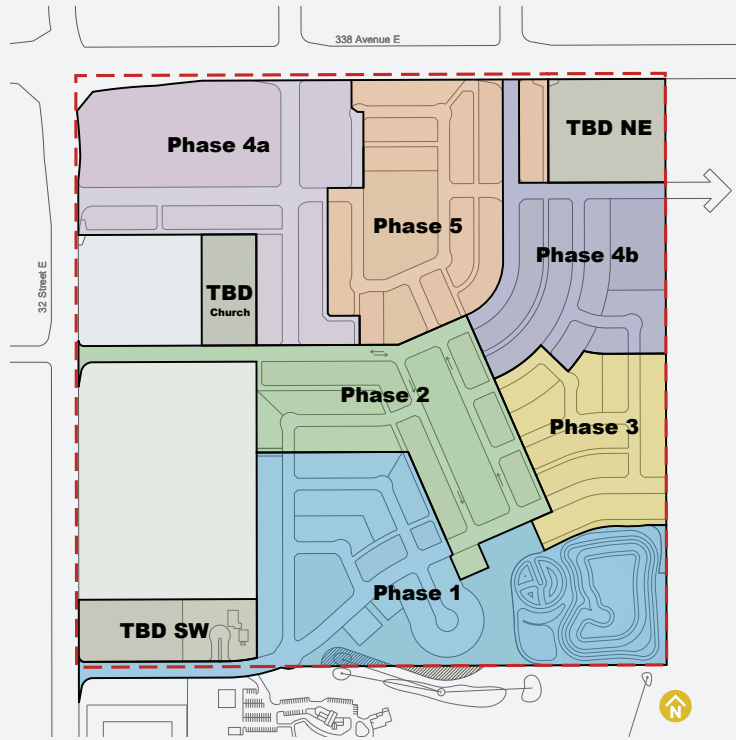 338 Avenue E
Phase 4a
TBD NE
Phase 5
Phase 4b
32 Street E
TBD
Church
Phase 2
Phase 3
Phase 1
TBD SW
N